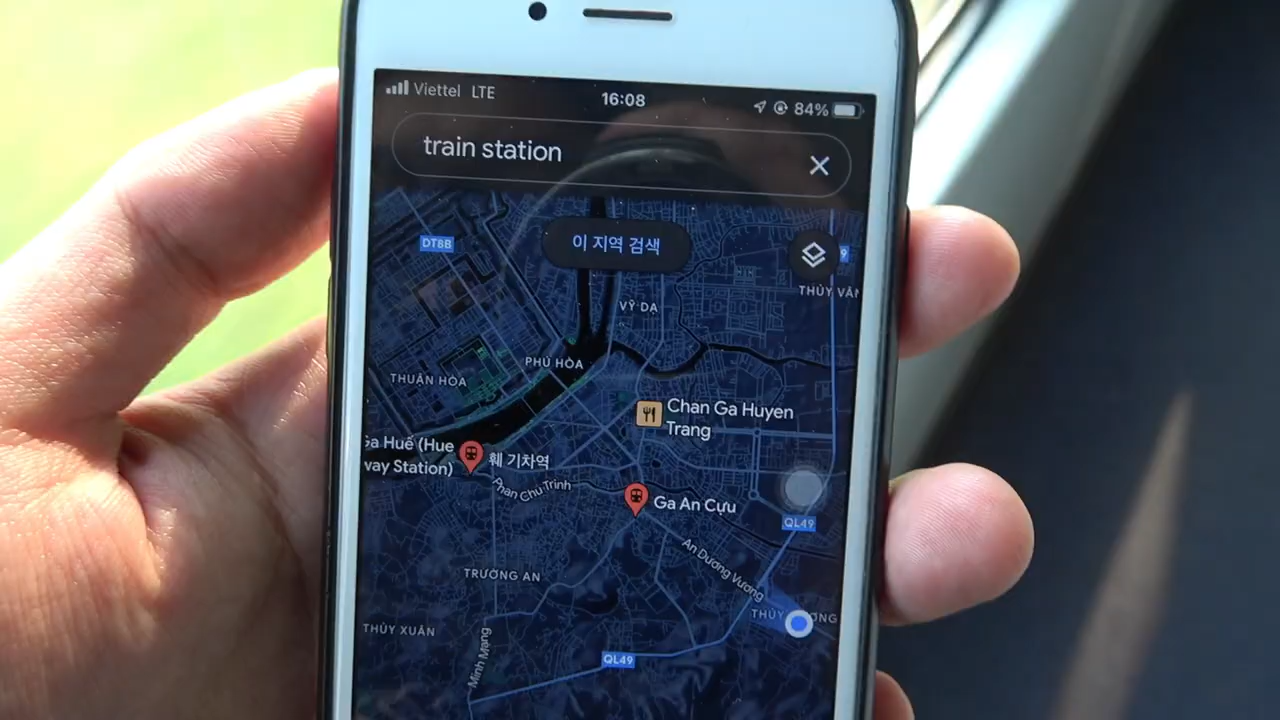 Viettel LTE 16:08 84%
train station
이 지역 검색
DT8B
9
THỦY VÂN
VỸ DẠ
PHÚ HÒA
THUẬN HÒA
Chan Ga Huyen
Trang
Ga Huế (Hue
way Station)
훼 기차역
Phan Chu Trinh
Ga An Cựu
QL49
An Dương Vương
TRƯỜNG AN
THỦY XUÂN
Minh Mạng
QL49